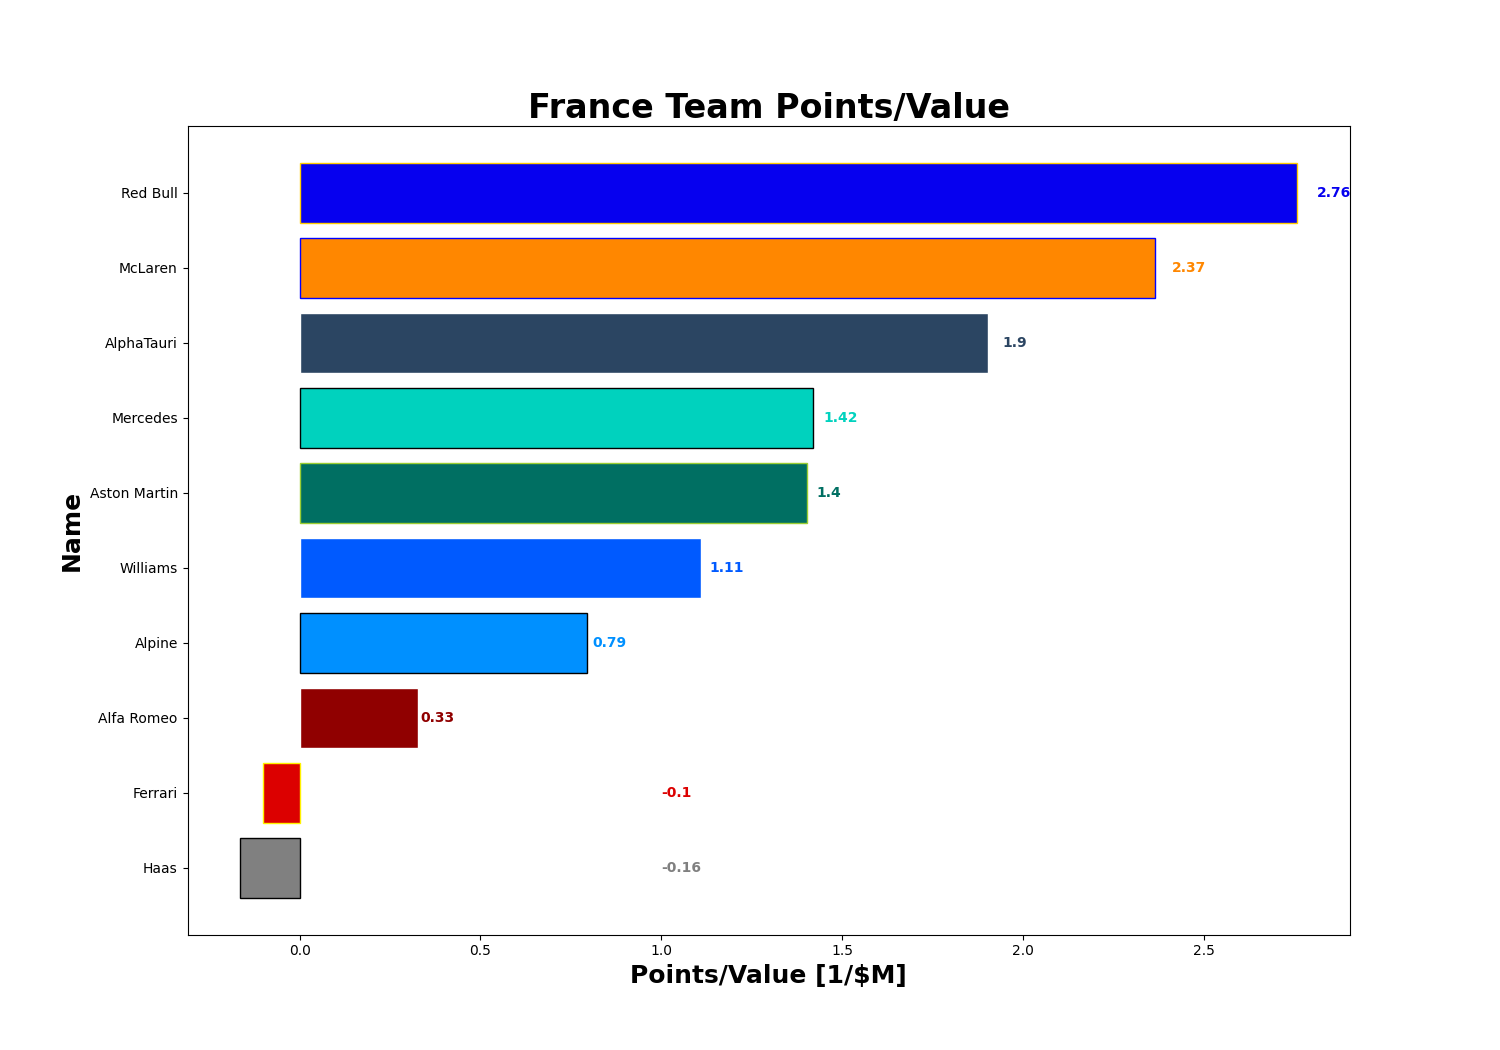 France Team Points/Value
Name
Red Bull 2.76
McLaren 2.37
AlphaTauri 1.9
Mercedes 1.42
Aston Martin 1.4
Williams 1.11
Alpine 0.79
Alfa Romeo 0.33
Ferrari -0.1
Haas -0.16
0.0 0.5 1.0 1.5 2.0 2.5
Points/Value [1/$M]